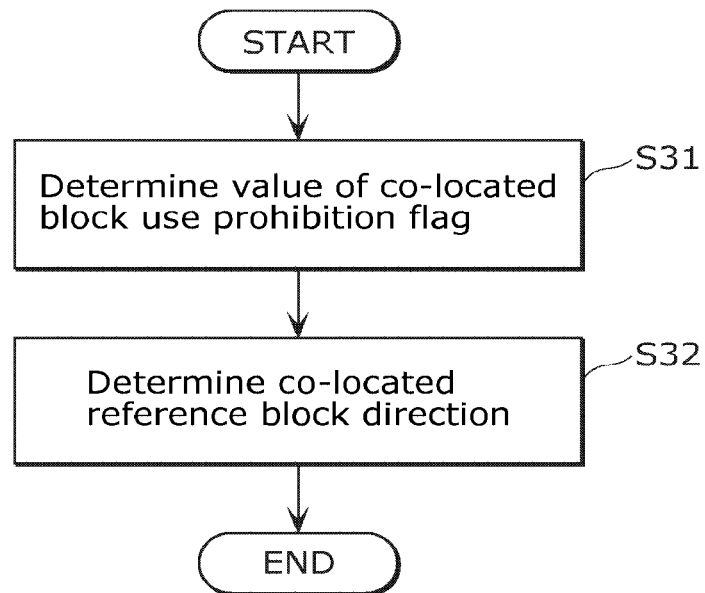 START
S31
Determine value of co-located
block use prohibition flag
S32
Determine co-located
reference block direction
END